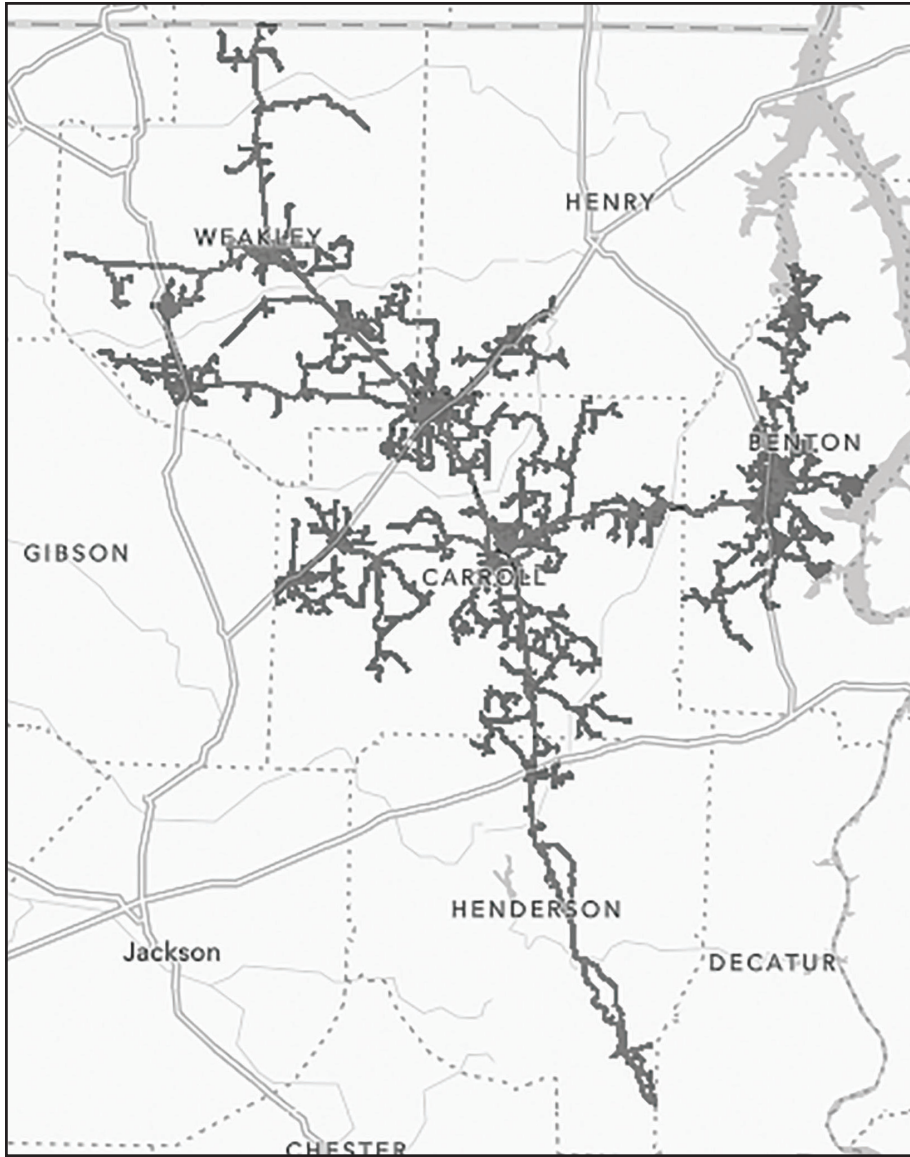 HENRY
WEAKLEY
BENTON
GIBSON
CARROLL
HENDERSON
Jackson
DECATUR
CHESTER